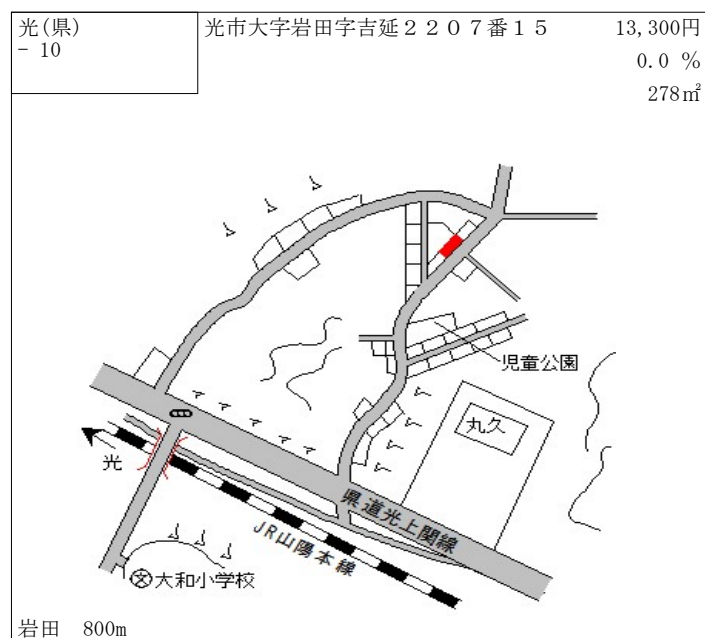 光(県)
- 10
光市大字岩田字吉延２２０７番１５
13,300円
0.0 %
278㎡
児童公園
丸久
光
県道光上関線
JR山陽本線
文大和小学校
岩田 800m